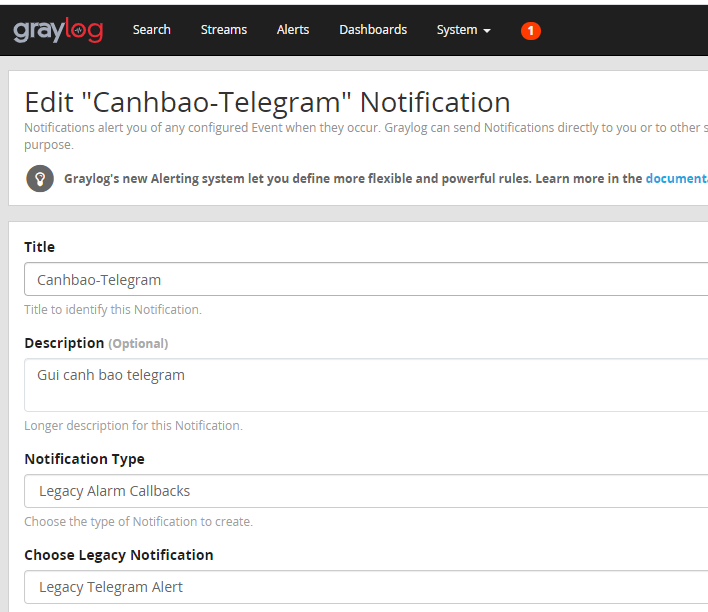 graylog Search Streams Alerts Dashboards System 1
Edit "Canhbao-Telegram" Notification
Notifications alert you of any configured Event when they occur. Graylog can send Notifications directly to you or to other s
purpose.
Graylog's new Alerting system let you define more flexible and powerful rules. Learn more in the documenta
Title
Canhbao-Telegram
Title to identify this Notification.
Description (Optional)
Gui canh bao telegram
Longer description for this Notification.
Notification Type
Legacy Alarm Callbacks
Choose the type of Notification to create.
Choose Legacy Notification
Legacy Telegram Alert